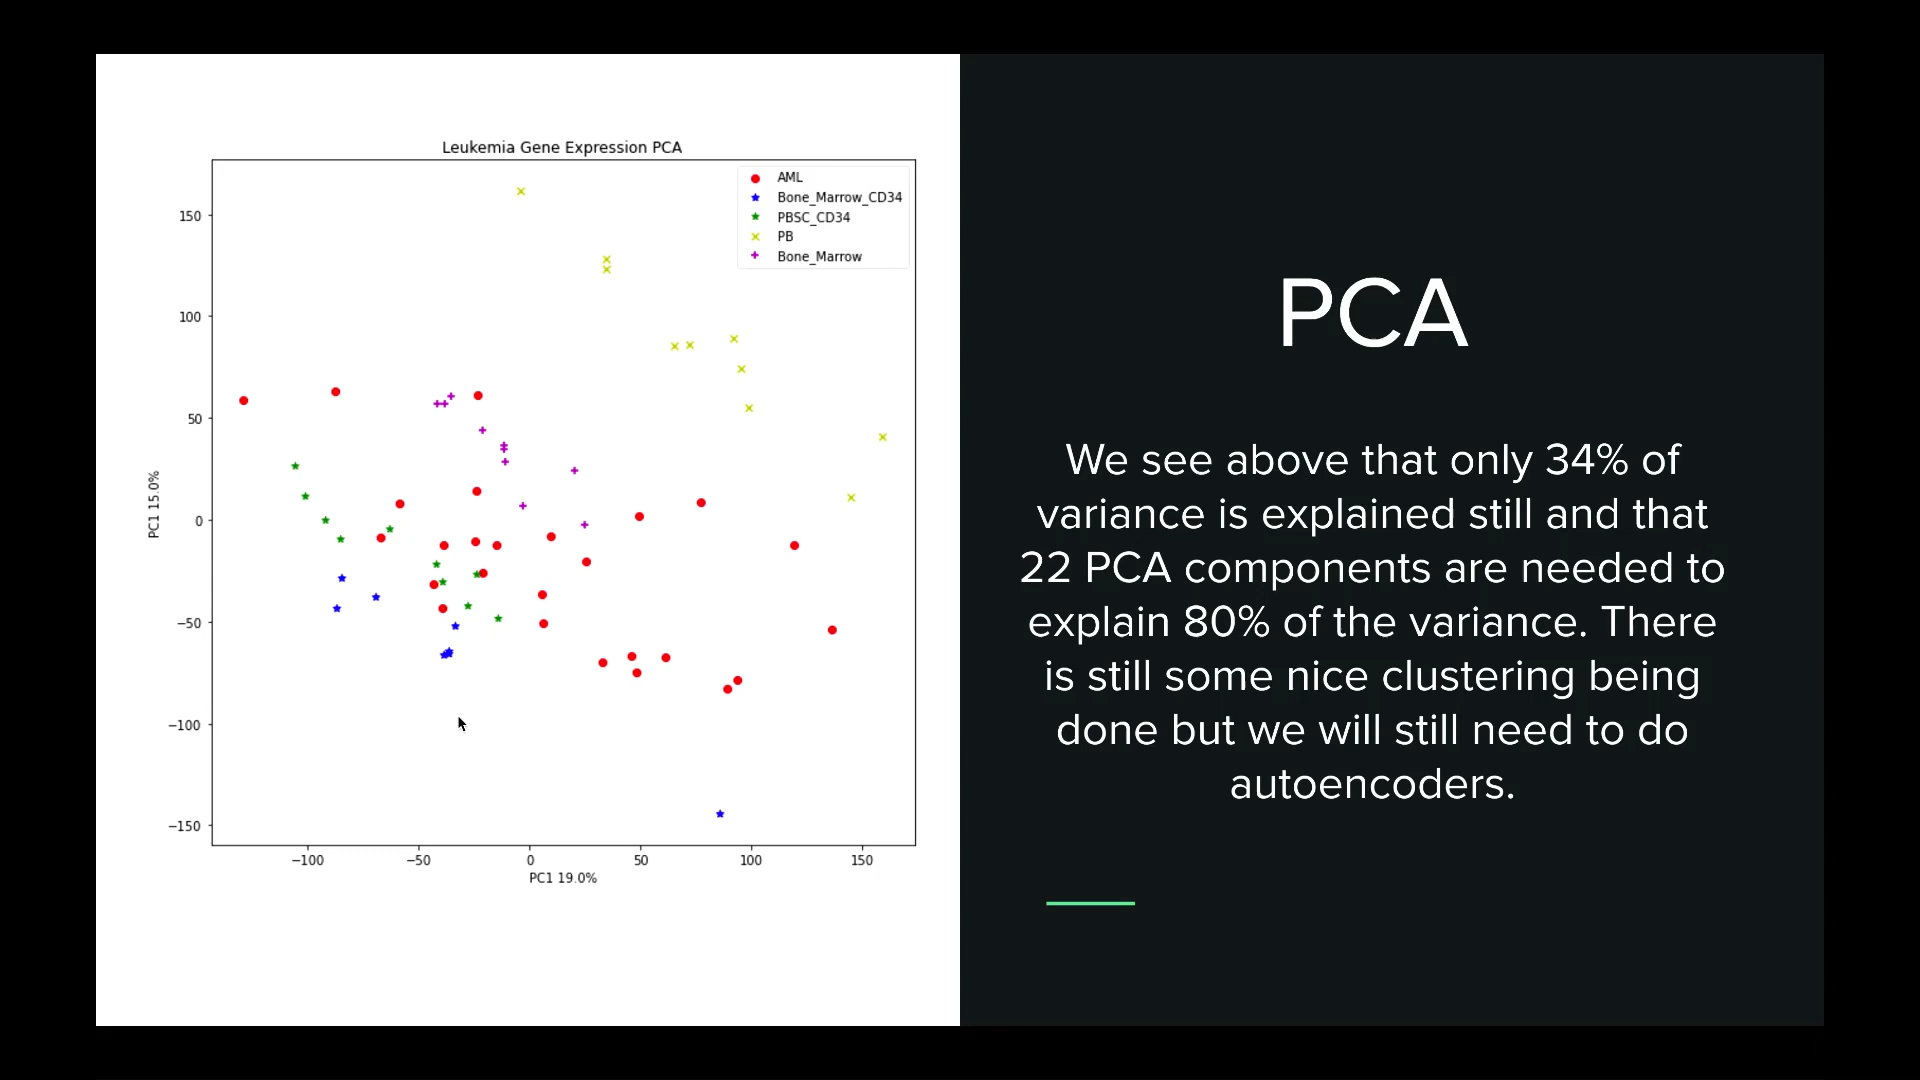 Leukemia Gene Expression PCA
AML
Bone_Marrow_CD34
PBSC_CD34
PB
Bone_Marrow
150
100
50
0
−50
−100
−150
PC1 15.0%
−100
−50
0
50
100
150
PC1 19.0%
PCA
We see above that only 34% of
variance is explained still and that
22 PCA components are needed to
explain 80% of the variance. There
is still some nice clustering being
done but we will still need to do
autoencoders.